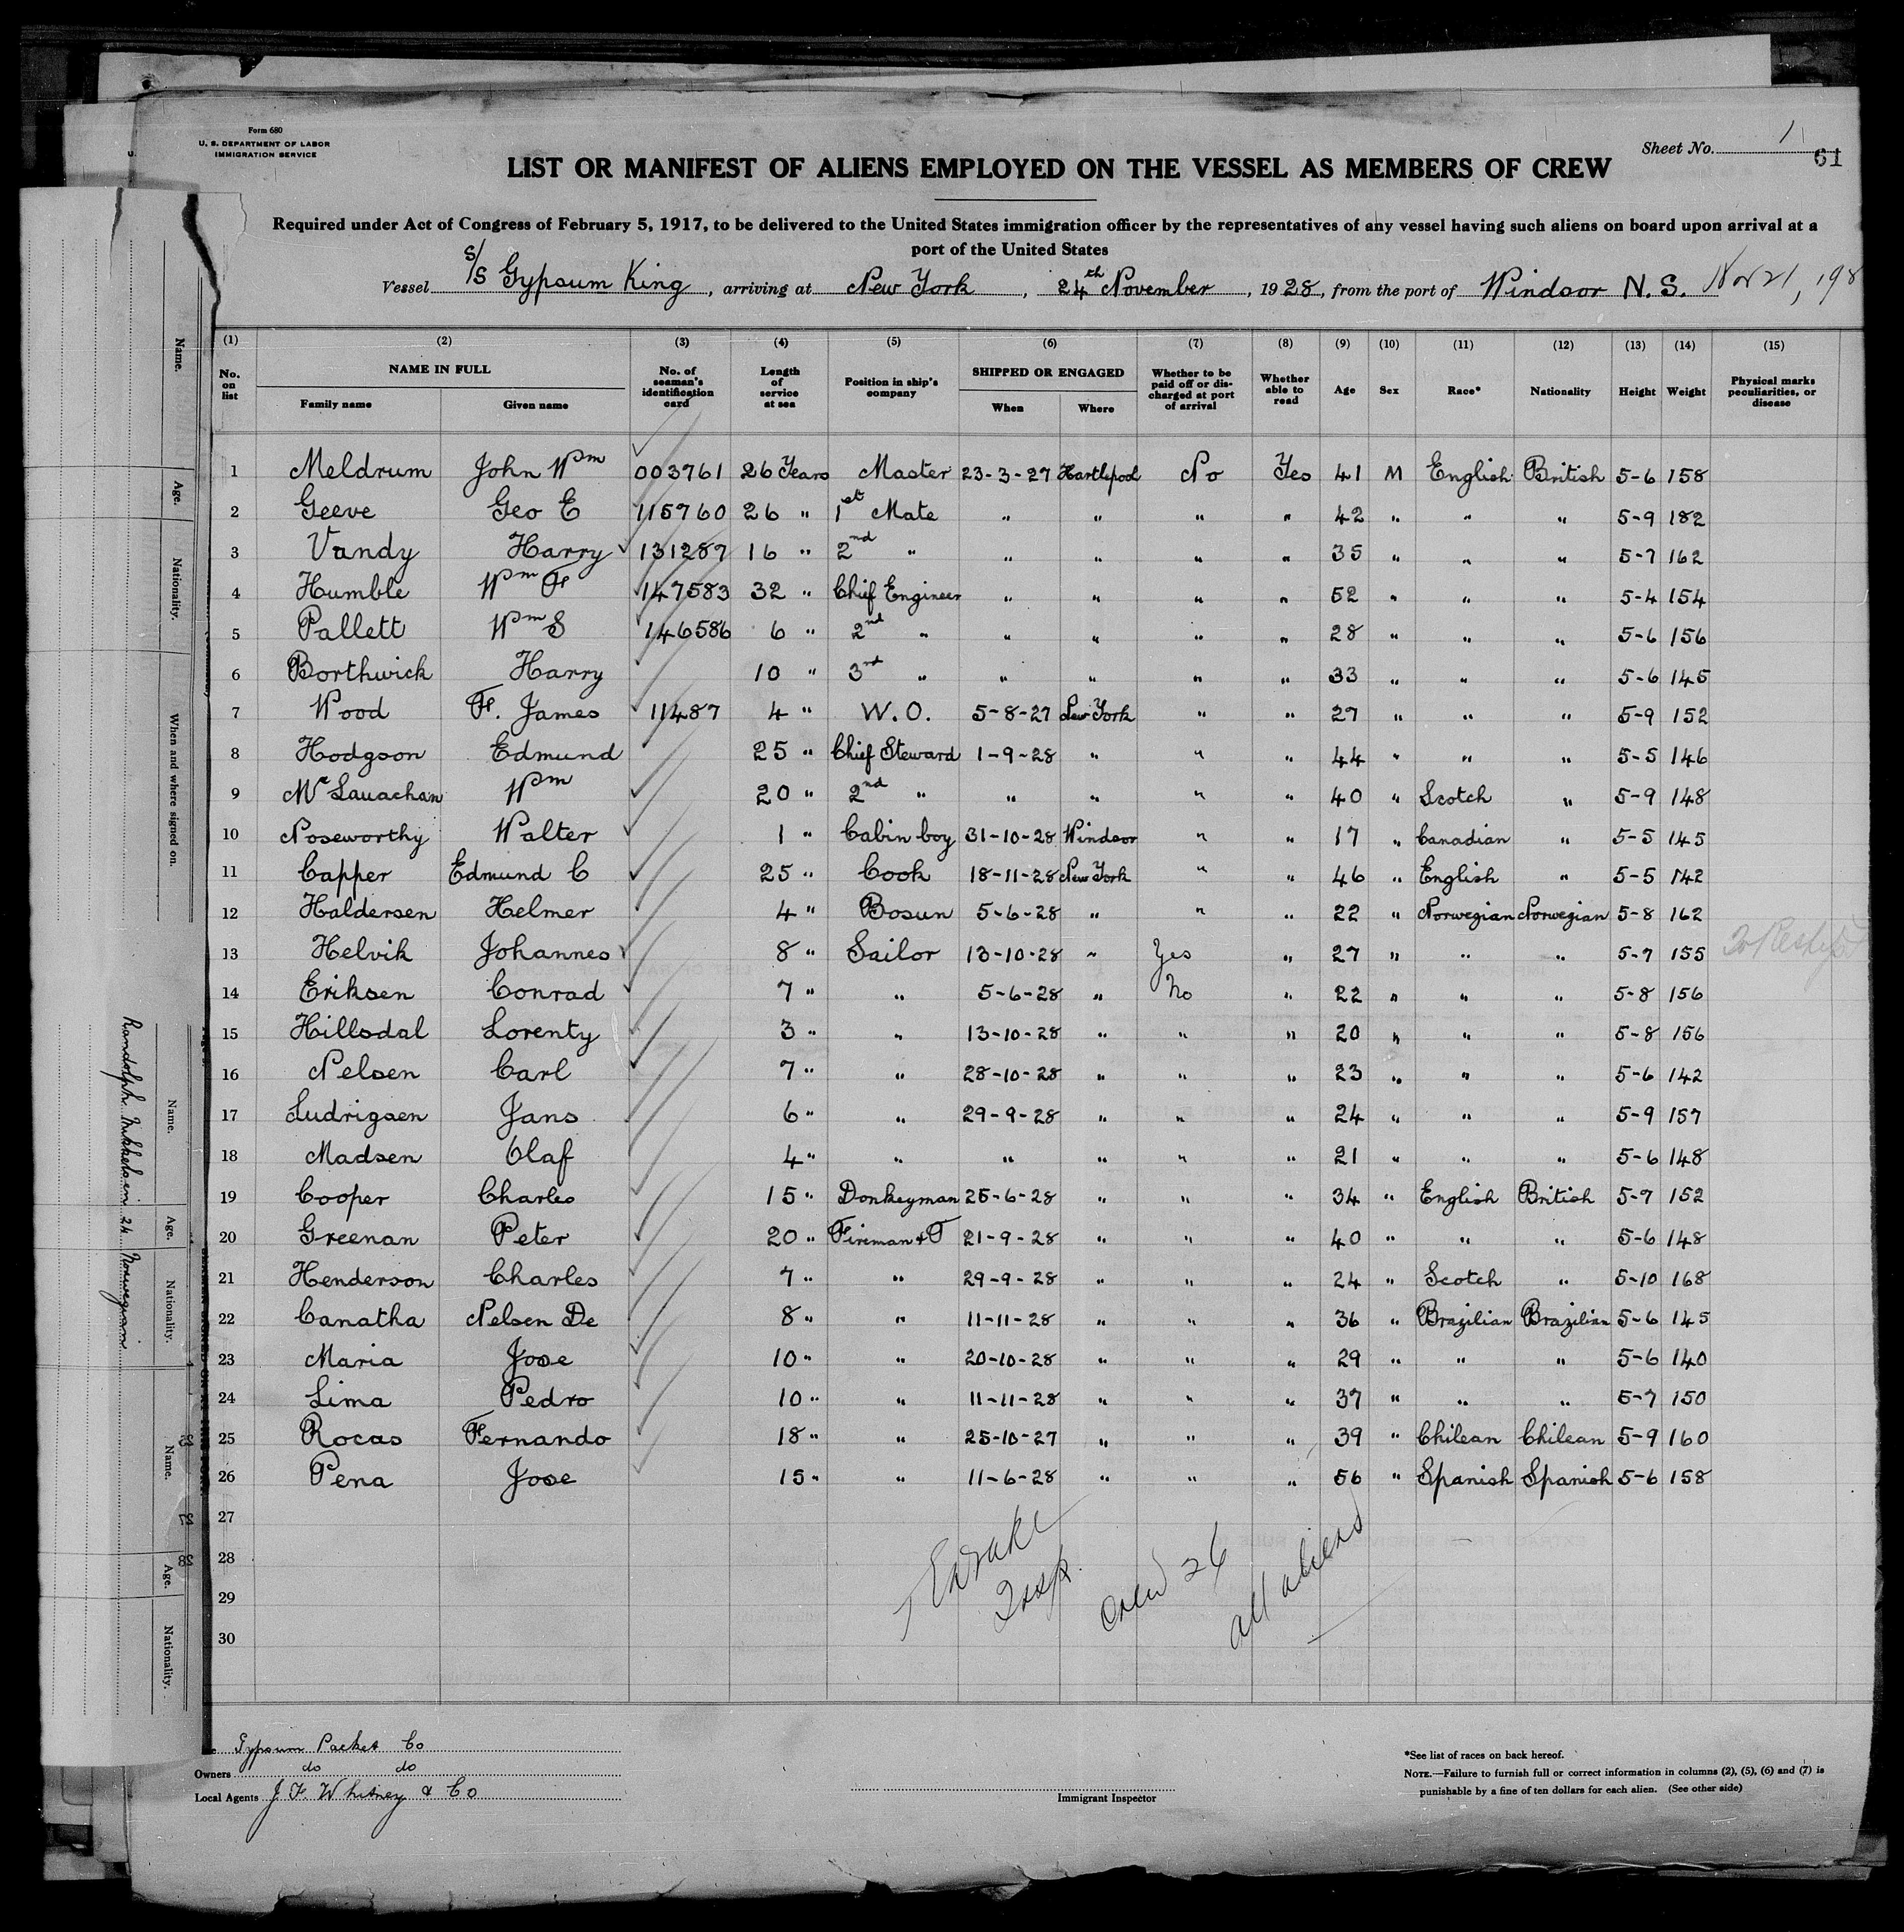 Form 680
U. S. DEPARTMENT OF LABOR
IMMIGRATION SERVICE
Sheet No. 1
61
LIST OR MANIFEST OF ALIENS EMPLOYED ON THE VESSEL AS MEMBERS OF CREW
Required under Act of Congress of February 5, 1917, to be delivered to the United States immigration officer by the representatives of any vessel having such aliens on board upon arrival at a
port of the United States
Vessel S/S Gypsum King, arriving at New York, 24th November, 1928, from the port of Windsor N.S. Nov 21, 198
(1) (2) (3) (4) (5) (6) (7) (8) (9) (10) (11) (12) (13) (14) (15)
No. on list NAME IN FULL Family name Given name No. of seaman's identification card Length of service at sea Position in ship's company SHIPPED OR ENGAGED When Where Whether to be paid off or discharged at port of arrival Whether able to read Age Sex Race* Nationality Height Weight Physical marks peculiarities, or disease
1 Meldrum John Wm 003761 26 Years Master 23-3-27 Hartlepool No Yes 41 M English British 5-6 158
2 Geeve Geo E 115760 26 " 1st Mate " " " " 42 " " " 5-9 182
3 Vandy Harry 131287 16 " 2nd " " " " " 35 " " " 5-7 162
4 Humble Wm F 147583 32 " Chief Engineer " " " " 52 " " " 5-4 154
5 Pallett Wm S 146586 6 " 2nd " " " " " 28 " " " 5-6 156
6 Borthwick Harry 10 " 3rd " " " " " 33 " " " 5-6 145
7 Wood F. James 11487 4 " W.O. 5-8-27 New York " " 27 " " " 5-9 152
8 Hodgson Edmund 25 " Chief Steward 1-9-28 " " " 44 " " " 5-5 146
9 McLauachan Wm 20 " 2nd " " " " " 40 " Scotch " 5-9 148
10 Noseworthy Walter 1 " Cabin boy 31-10-28 Windsor " " 17 " Canadian " 5-5 145
11 Capper Edmund C 25 " Cook 18-11-28 New York " " 46 " English " 5-5 142
12 Haldersen Helmer 4 " Bosun 5-6-28 " " " 22 " Norwegian Norwegian 5-8 162
13 Helvik Johannes 8 " Sailor 13-10-28 " Yes " 27 " " " 5-7 155
14 Eriksen Conrad 7 " " 5-6-28 " No " 22 " " " 5-8 156
15 Hillsdal Lorenty 3 " " 13-10-28 " " " 20 " " " 5-8 156
16 Nelsen Carl 7 " " 28-10-28 " " " 23 " " " 5-6 142
17 Ludrigsen Jans 6 " " 29-9-28 " " " 24 " " " 5-9 157
18 Madsen Olaf 4 " " " " " " 21 " " " 5-6 148
19 Cooper Charles 15 " Donkeyman 25-6-28 " " " 34 " English British 5-7 152
20 Greenan Peter 20 " Fireman & T 21-9-28 " " " 40 " " " 5-6 148
21 Henderson Charles 7 " " 29-9-28 " " " 24 " Scotch " 5-10 168
22 Canatha Nelson De 8 " " 11-11-28 " " " 36 " Brazilian Brazilian 5-6 145
23 Maria Jose 10 " " 20-10-28 " " " 29 " " " 5-6 140
24 Lima Pedro 10 " " 11-11-28 " " " 37 " " " 5-7 150
25 Rocas Fernando 18 " " 25-10-27 " " " 39 " Chilean Chilean 5-9 160
26 Pena Jose 15 " " 11-6-28 " " " 56 " Spanish Spanish 5-6 158
27
28
29
30
Insp.
Crew 26
all aliens
Gypsum Packet Co
Owners do do
Local Agents J. F. Whitney & Co
Immigrant Inspector
*See list of races on back hereof.
NOTE.—Failure to furnish full or correct information in columns (2), (5), (6) and (7) is
punishable by a fine of ten dollars for each alien. (See other side)
Name.
Age.
Nationality.
When and where signed on.
Name.
Age.
Nationality.
Randolph Mikkelsen 24 Norwegian
Name.
Age.
Nationality.